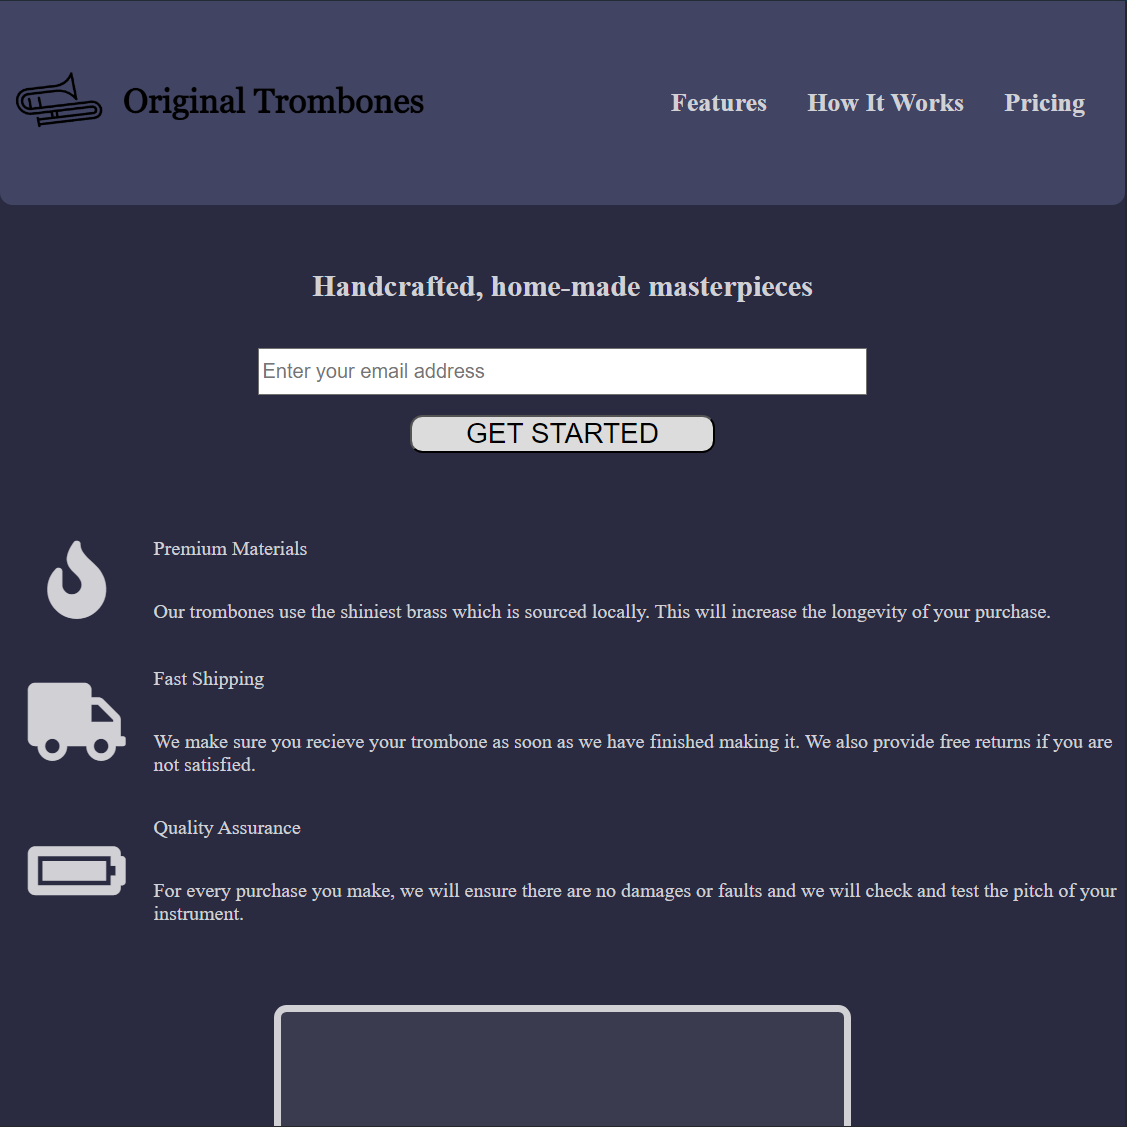 Original Trombones
Features
How It Works
Pricing
Handcrafted, home-made masterpieces
Enter your email address
GET STARTED
Premium Materials
Our trombones use the shiniest brass which is sourced locally. This will increase the longevity of your purchase.
Fast Shipping
We make sure you recieve your trombone as soon as we have finished making it. We also provide free returns if you are
not satisfied.
Quality Assurance
For every purchase you make, we will ensure there are no damages or faults and we will check and test the pitch of your
instrument.